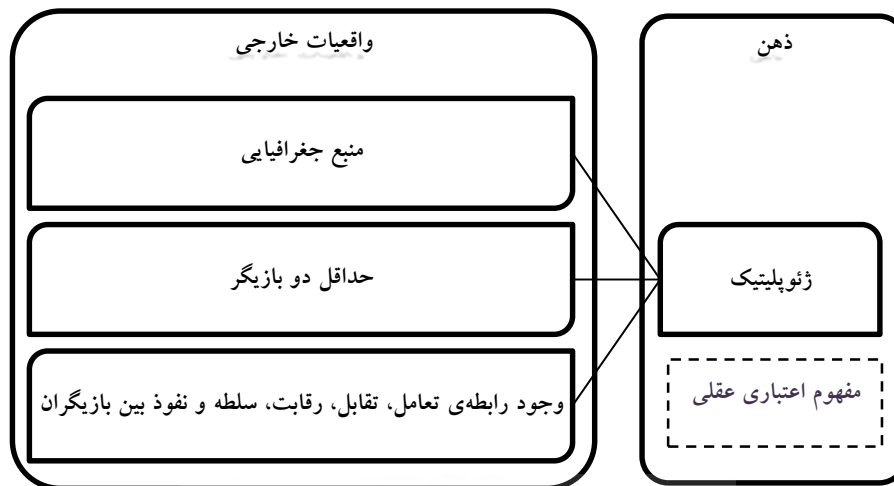 ذهن
ژئوپلیتیک
مفهوم اعتباری عقلی
واقعیات خارجی
منبع جغرافیایی
حداقل دو بازیگر
وجود رابطه‌ی تعامل، تقابل، رقابت، سلطه و نفوذ بین بازیگران